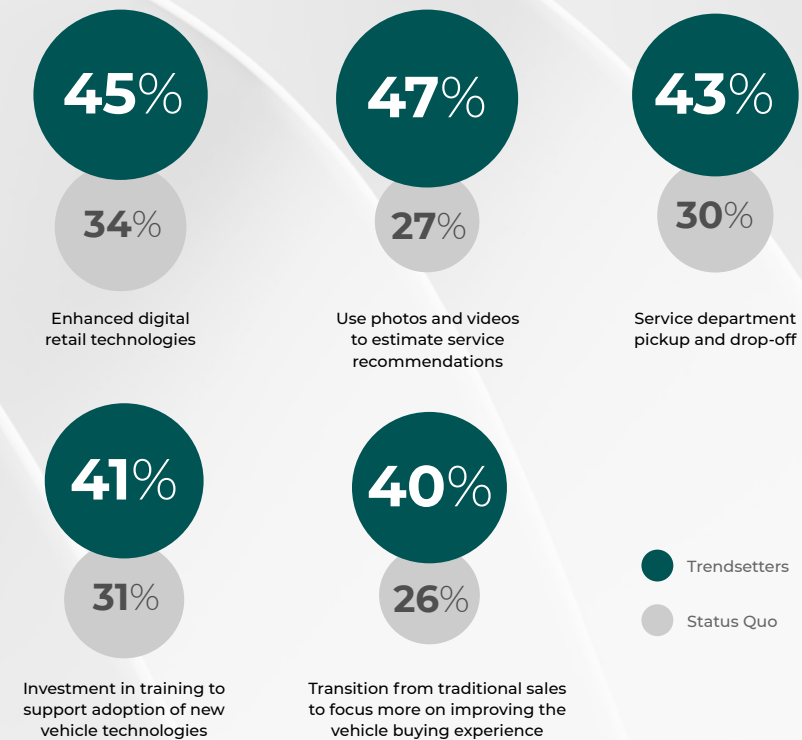 45%
34%
Enhanced digital
retail technologies
47%
27%
Use photos and videos
to estimate service
recommendations
43%
30%
Service department
pickup and drop-off
41%
31%
Investment in training to
support adoption of new
vehicle technologies
40%
26%
Transition from traditional sales
to focus more on improving the
vehicle buying experience
Trendsetters
Status Quo